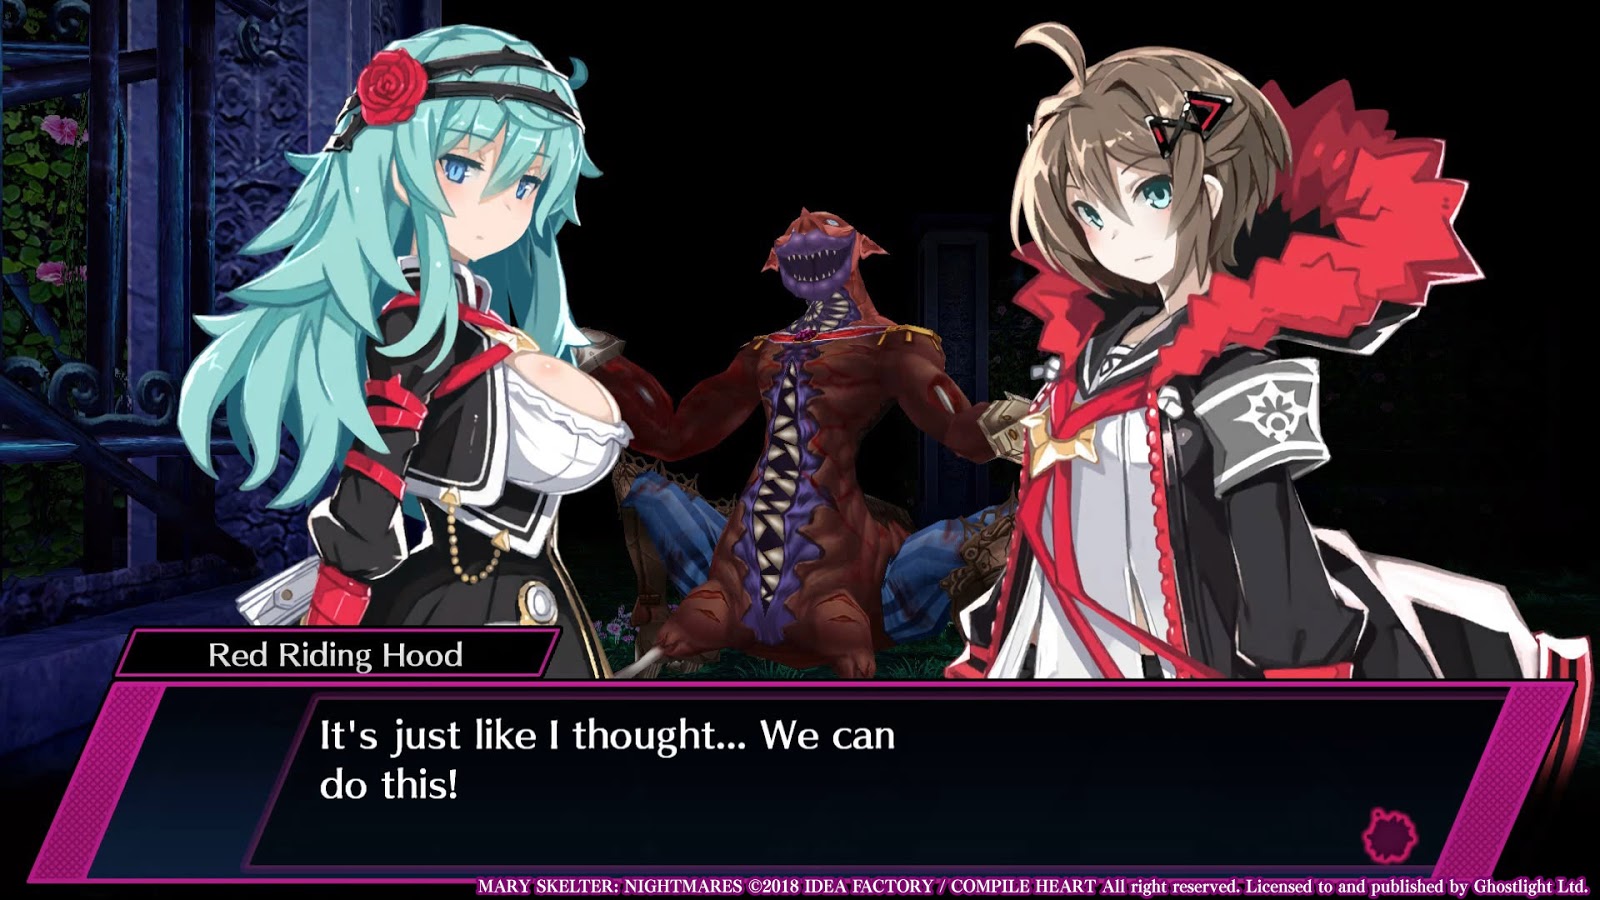 Red Riding Hood
It's just like I thought... We can
do this!
MARY SKELTER: NIGHTMARES ©2018 IDEA FACTORY / COMPILE HEART All right reserved. Licensed to and published by Ghostlight Ltd.